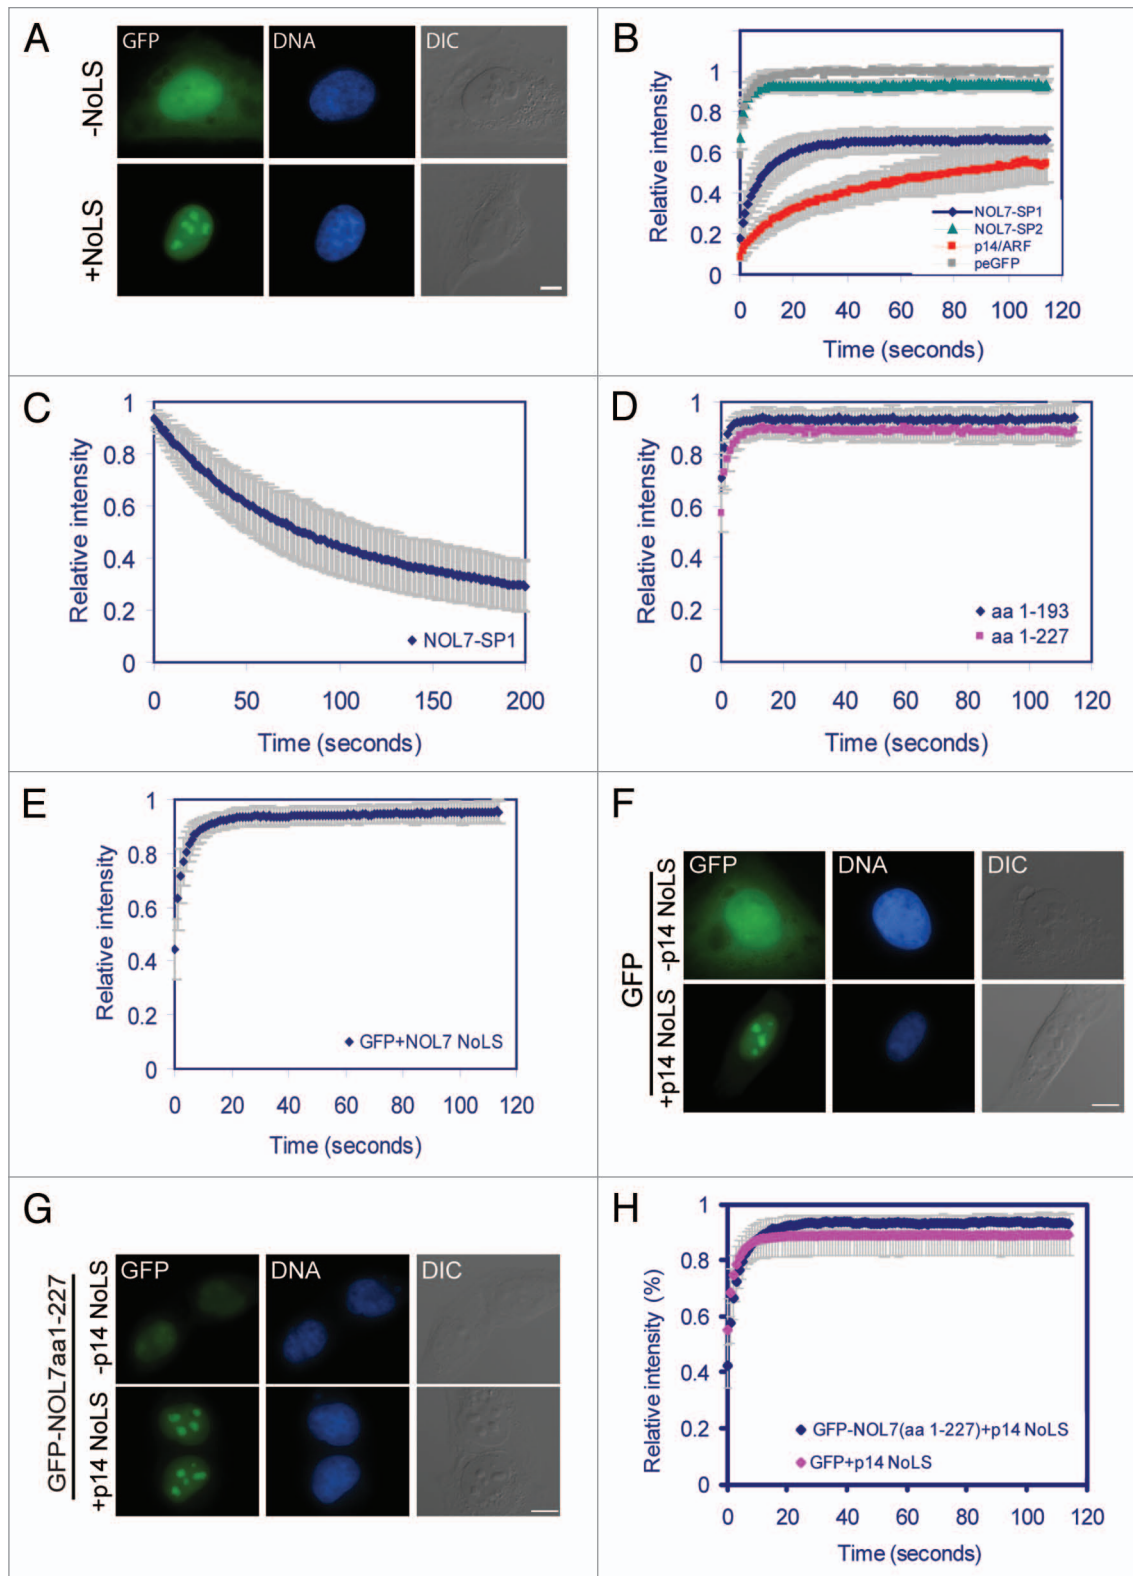 A
GFP
DNA
DIC
-NoLS
+NoLS
B
Relative intensity
1
0.8
0.6
0.4
0.2
0
NOL7-SP1
NOL7-SP2
p14/ARF
peGFP
0 20 40 60 80 100 120
Time (seconds)
C
Relative intensity
1
0.8
0.6
0.4
0.2
0
NOL7-SP1
0 50 100 150 200
Time (seconds)
D
Relative intensity
1
0.8
0.6
0.4
0.2
0
aa 1-193
aa 1-227
0 20 40 60 80 100 120
Time (seconds)
E
Relative intensity
1
0.8
0.6
0.4
0.2
0
GFP+NOL7 NoLS
0 20 40 60 80 100 120
Time (seconds)
F
GFP
DNA
DIC
GFP
-p14 NoLS
+p14 NoLS
G
GFP
DNA
DIC
GFP-NOL7aa1-227
-p14 NoLS
+p14 NoLS
H
Relative intensity (%)
1
0.8
0.6
0.4
0.2
0
GFP-NOL7(aa 1-227)+p14 NoLS
GFP+p14 NoLS
0 20 40 60 80 100 120
Time (seconds)